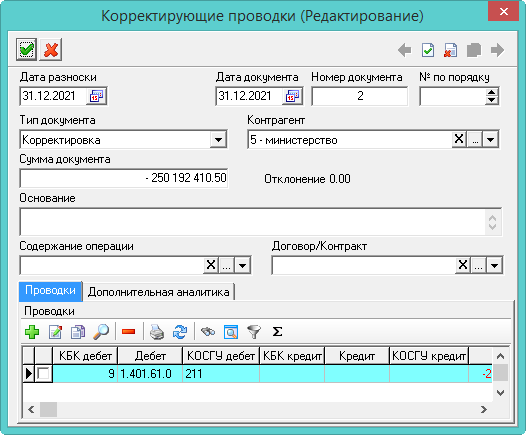 Корректирующие проводки (Редактирование)
Дата разноски Дата документа Номер документа № по порядку
31.12.2021 31.12.2021 2
Тип документа Контрагент
Корректировка 5 - министерство
Сумма документа
- 250 192 410.50 Отклонение 0.00
Основание
Содержание операции Договор/Контракт
Проводки Дополнительная аналитика
Проводки
КБК дебет Дебет КОСГУ дебет КБК кредит Кредит КОСГУ кредит
9 1.401.61.0 211 -2